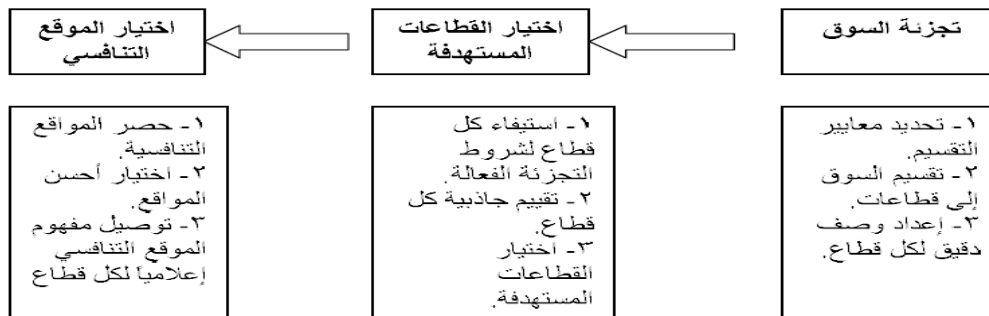 تجزئة السوق
اختيار القطاعات
المستهدفة
اختيار الموقع
التنافسي
١- تحديد معايير
التقسيم.
٢- تقسيم السوق
إلى قطاعات.
٣- إعداد وصف
دقيق لكل قطاع.
١- استيفاء كل
قطاع لشروط
التجزئة الفعالة.
٢- تقييم جاذبية كل
قطاع.
٣- اختيار
القطاعات
المستهدفة.
١- حصر المواقع
التنافسية.
٢- اختيار أحسن
المواقع.
٣- توصيل مفهوم
الموقع التنافسي
إعلامياً لكل قطاع